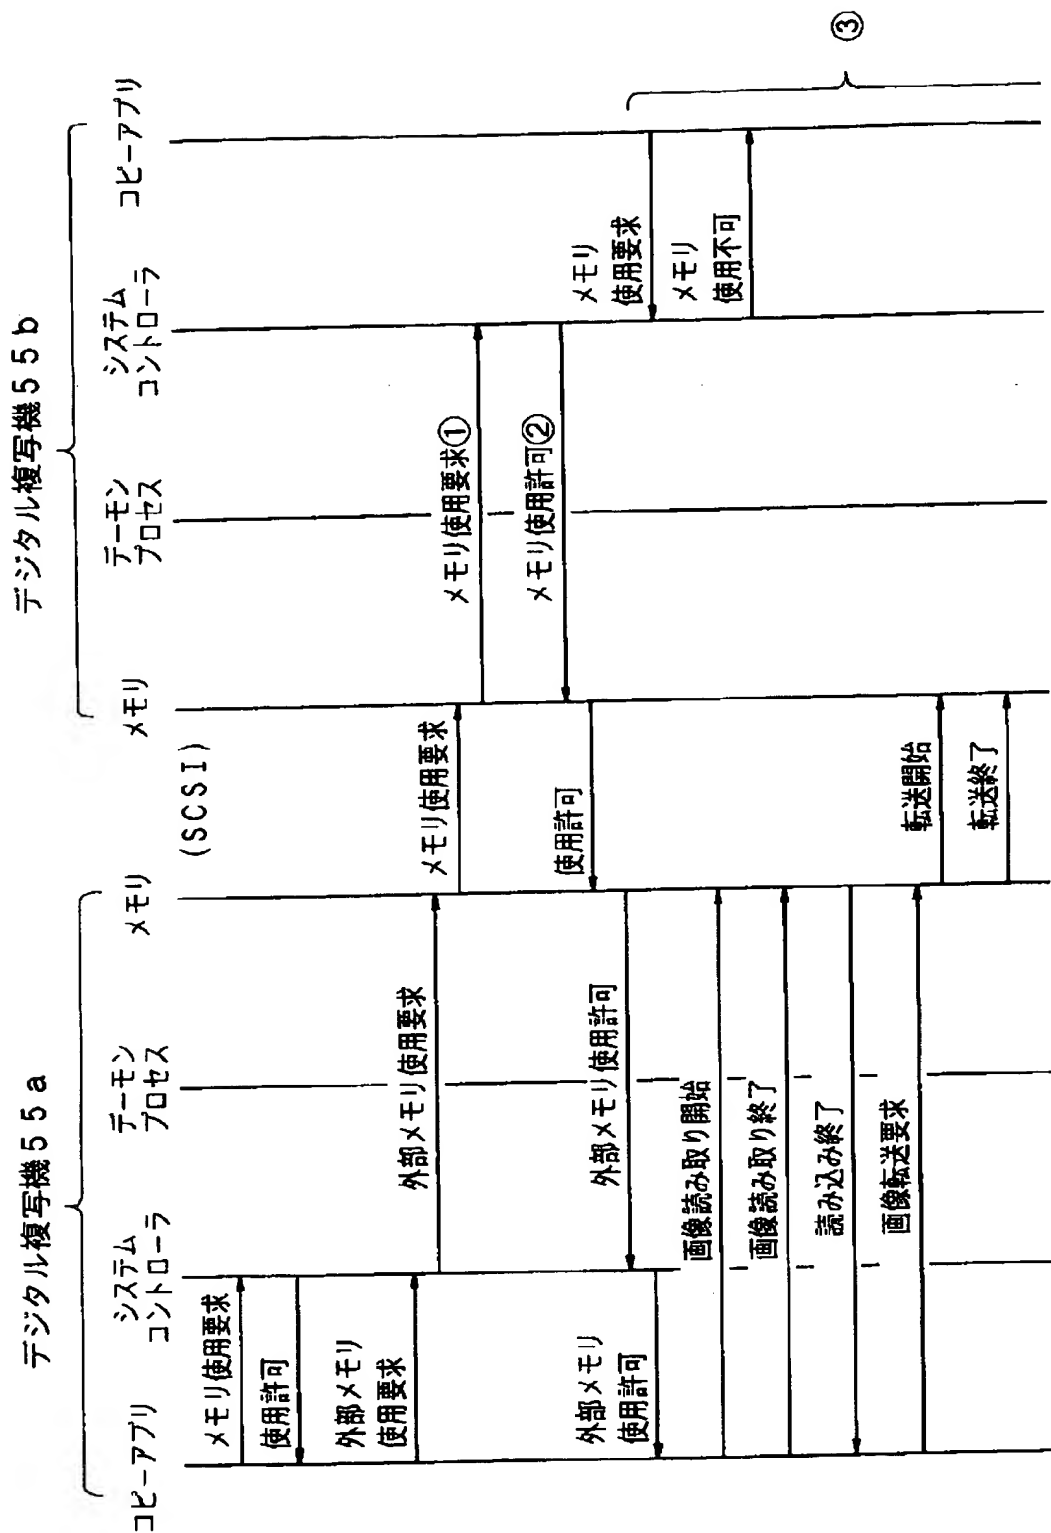 デジタル複写機55a
デジタル複写機55b
コピーアプリ
システム
コントローラ
デーモン
プロセス
メモリ
(SCSI)
メモリ
デーモン
プロセス
システム
コントローラ
コピーアプリ
メモリ使用要求
使用許可
外部メモリ
使用要求
外部メモリ使用要求
メモリ使用要求
メモリ使用要求①
メモリ使用許可②
使用許可
外部メモリ使用許可
外部メモリ
使用許可
メモリ
使用要求
メモリ
使用不可
③
画像読み取り開始
画像読み取り終了
読み込み終了
画像転送要求
転送開始
転送終了